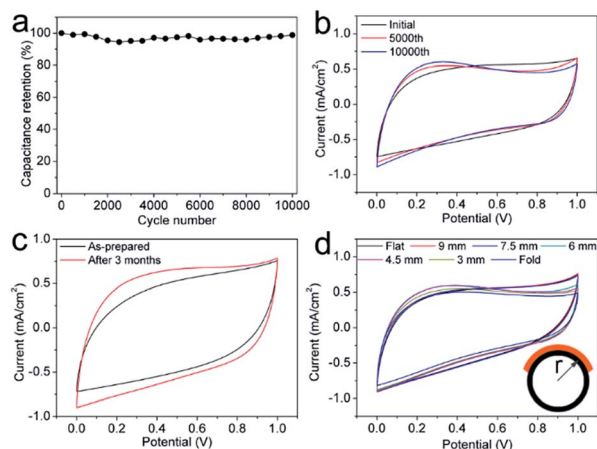 a
100
80
60
40
20
0
Capacitance retention (%)
0 2000 4000 6000 8000 10000
Cycle number
b
Initial
5000th
10000th
1.0
0.5
0.0
-0.5
-1.0
Current (mA/cm²)
0.0 0.2 0.4 0.6 0.8 1.0
Potential (V)
c
As-prepared
After 3 months
1.0
0.5
0.0
-0.5
-1.0
Current (mA/cm²)
0.0 0.2 0.4 0.6 0.8 1.0
Potential (V)
d
Flat 9 mm 7.5 mm 6 mm
4.5 mm 3 mm Fold
1.0
0.5
0.0
-0.5
-1.0
Current (mA/cm²)
r
0.0 0.2 0.4 0.6 0.8 1.0
Potential (V)